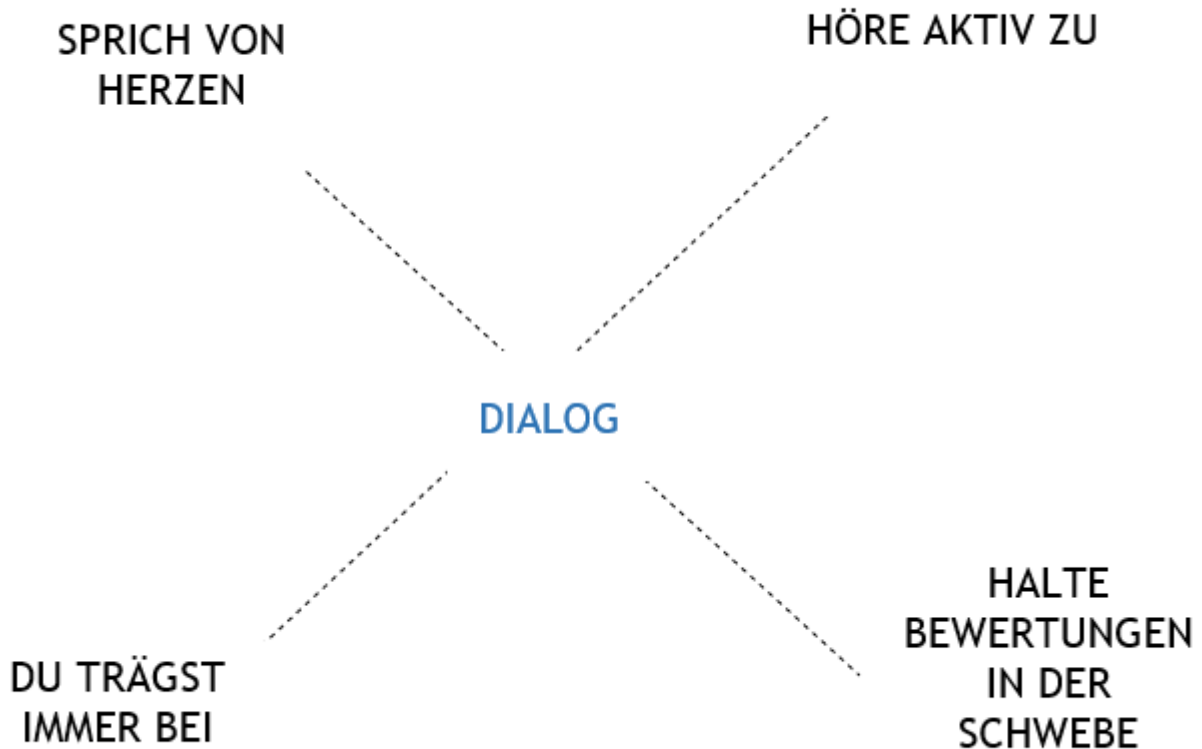 SPRICH VON
HERZEN
HÖRE AKTIV ZU
DIALOG
DU TRÄGST
IMMER BEI
HALTE
BEWERTUNGEN
IN DER
SCHWEBE